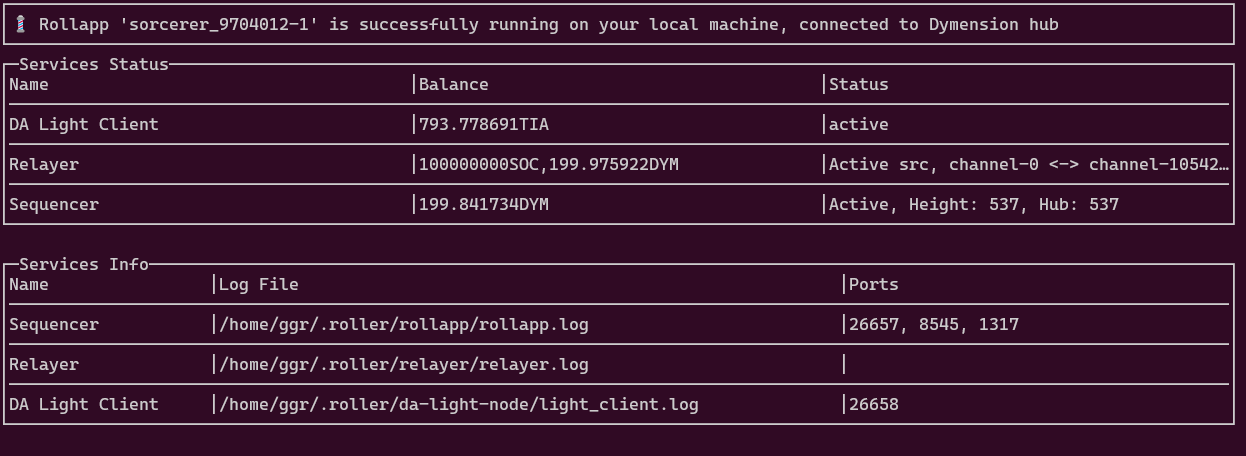 Rollapp 'sorcerer_9704012-1' is successfully running on your local machine, connected to Dymension hub
Services Status
Name |Balance |Status
DA Light Client |793.778691TIA |active
Relayer |100000000SOC,199.975922DYM |Active src, channel-0 <-> channel-10542…
Sequencer |199.841734DYM |Active, Height: 537, Hub: 537
Services Info
Name |Log File |Ports
Sequencer |/home/ggr/.roller/rollapp/rollapp.log |26657, 8545, 1317
Relayer |/home/ggr/.roller/relayer/relayer.log |
DA Light Client |/home/ggr/.roller/da-light-node/light_client.log |26658